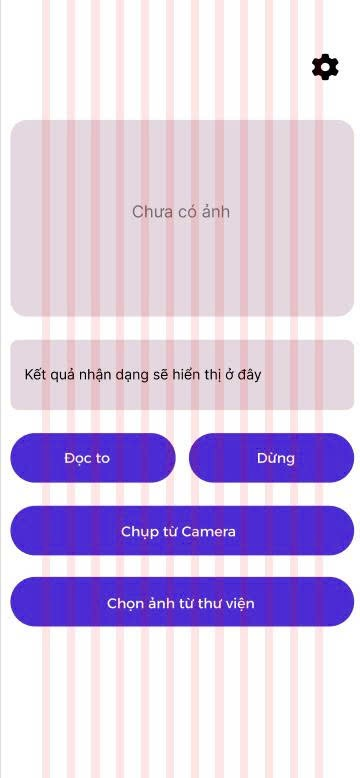 Chưa có ảnh
Kết quả nhận dạng sẽ hiển thị ở đây
Đọc to
Dừng
Chụp từ Camera
Chọn ảnh từ thư viện